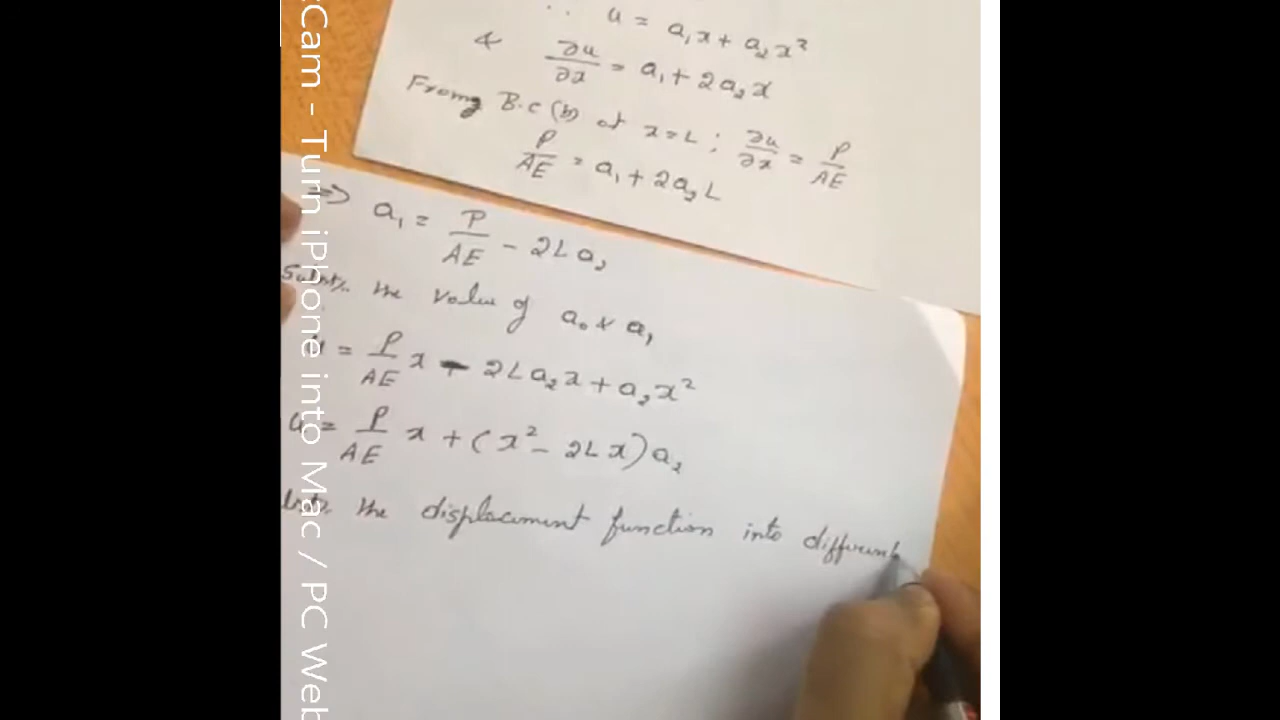 ∴ u = a₁x + a₂x²
& ∂u/∂x = a₁ + 2a₂x
From B.C (b) at x=L ; ∂u/∂x = P/AE
P/AE = a₁ + 2a₂L
=> a₁ = P/AE - 2La₂
the value of a₀ & a₁
u = P/AE x - 2La₂x + a₂x²
u = P/AE x + (x² - 2Lx)a₂
the displacement function into different
Cam - Turn iPhone into Mac / PC Web